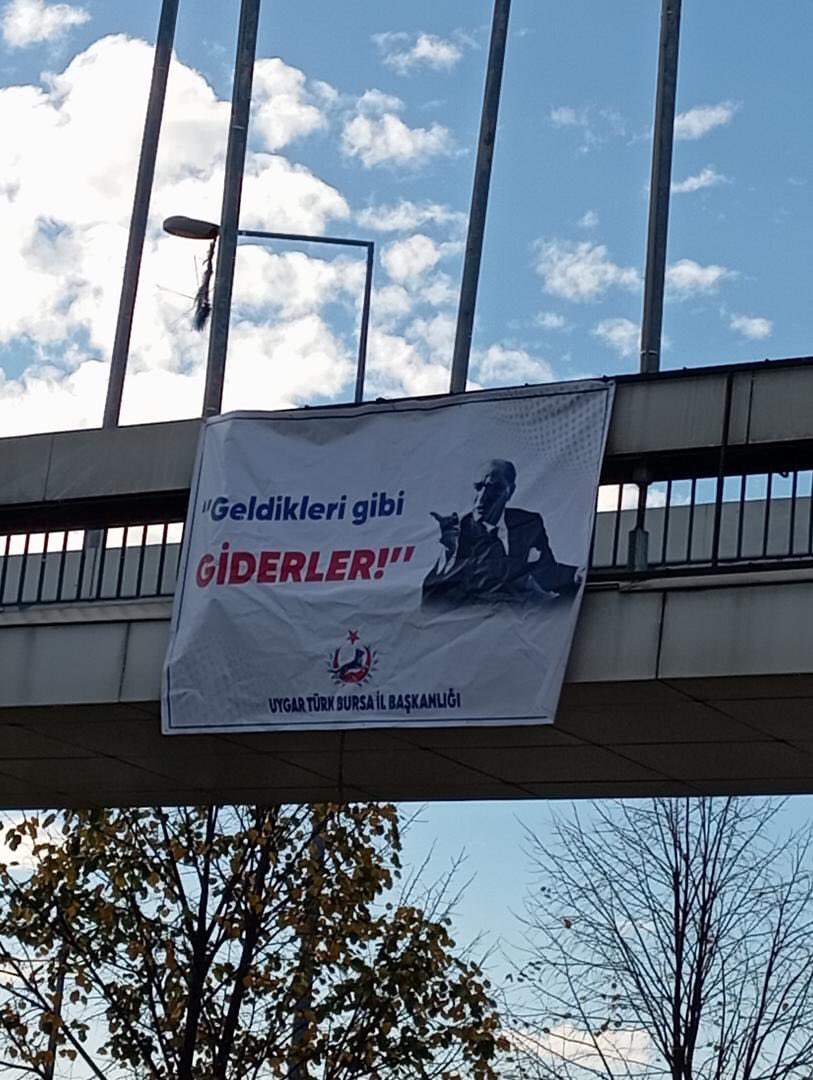 "Geldikleri gibi
GİDERLER!"
UYGAR TÜRK BURSA İL BAŞKANLIĞI